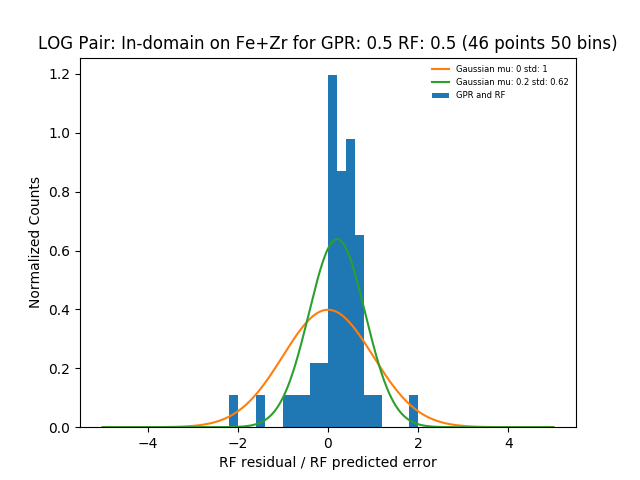 LOG Pair: In-domain on Fe+Zr for GPR: 0.5 RF: 0.5 (46 points 50 bins)
Gaussian mu: 0 std: 1
Gaussian mu: 0.2 std: 0.62
GPR and RF
Normalized Counts
1.2
1.0
0.8
0.6
0.4
0.2
0.0
−4 −2 0 2 4
RF residual / RF predicted error